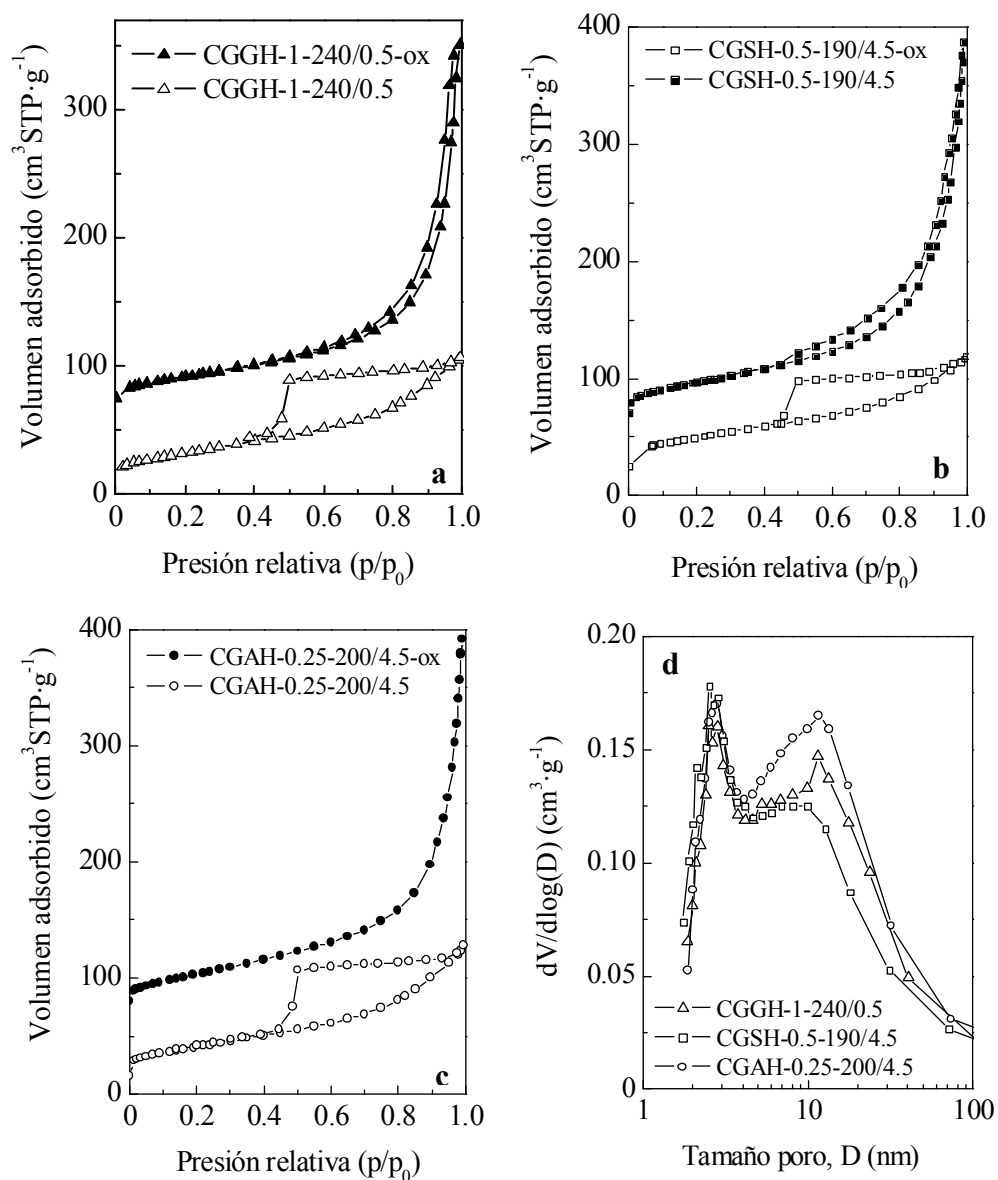 400
300
200
100
0
Volumen adsorbido (cm³STP·g⁻¹)
CGGH-1-240/0.5-ox
CGGH-1-240/0.5
a
0 0.2 0.4 0.6 0.8 1.0
Presión relativa (p/p₀)
400
300
200
100
0
Volumen adsorbido (cm³STP·g⁻¹)
CGSH-0.5-190/4.5-ox
CGSH-0.5-190/4.5
b
0 0.2 0.4 0.6 0.8 1.0
Presión relativa (p/p₀)
400
300
200
100
0
Volumen adsorbido (cm³STP·g⁻¹)
CGAH-0.25-200/4.5-ox
CGAH-0.25-200/4.5
c
0 0.2 0.4 0.6 0.8 1.0
Presión relativa (p/p₀)
0.20
0.15
0.10
0.05
0
dV/dlog(D) (cm³·g⁻¹)
d
CGGH-1-240/0.5
CGSH-0.5-190/4.5
CGAH-0.25-200/4.5
1 10 100
Tamaño poro, D (nm)